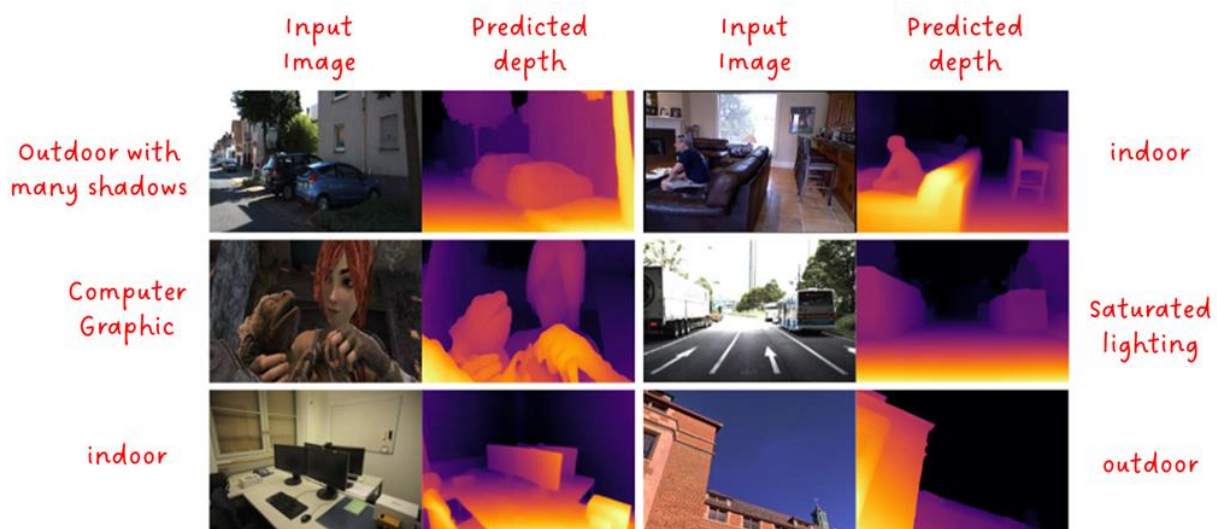 Input
Image
Predicted
depth
Input
Image
Predicted
depth
Outdoor with
many shadows
indoor
Computer
Graphic
Saturated
lighting
indoor
outdoor